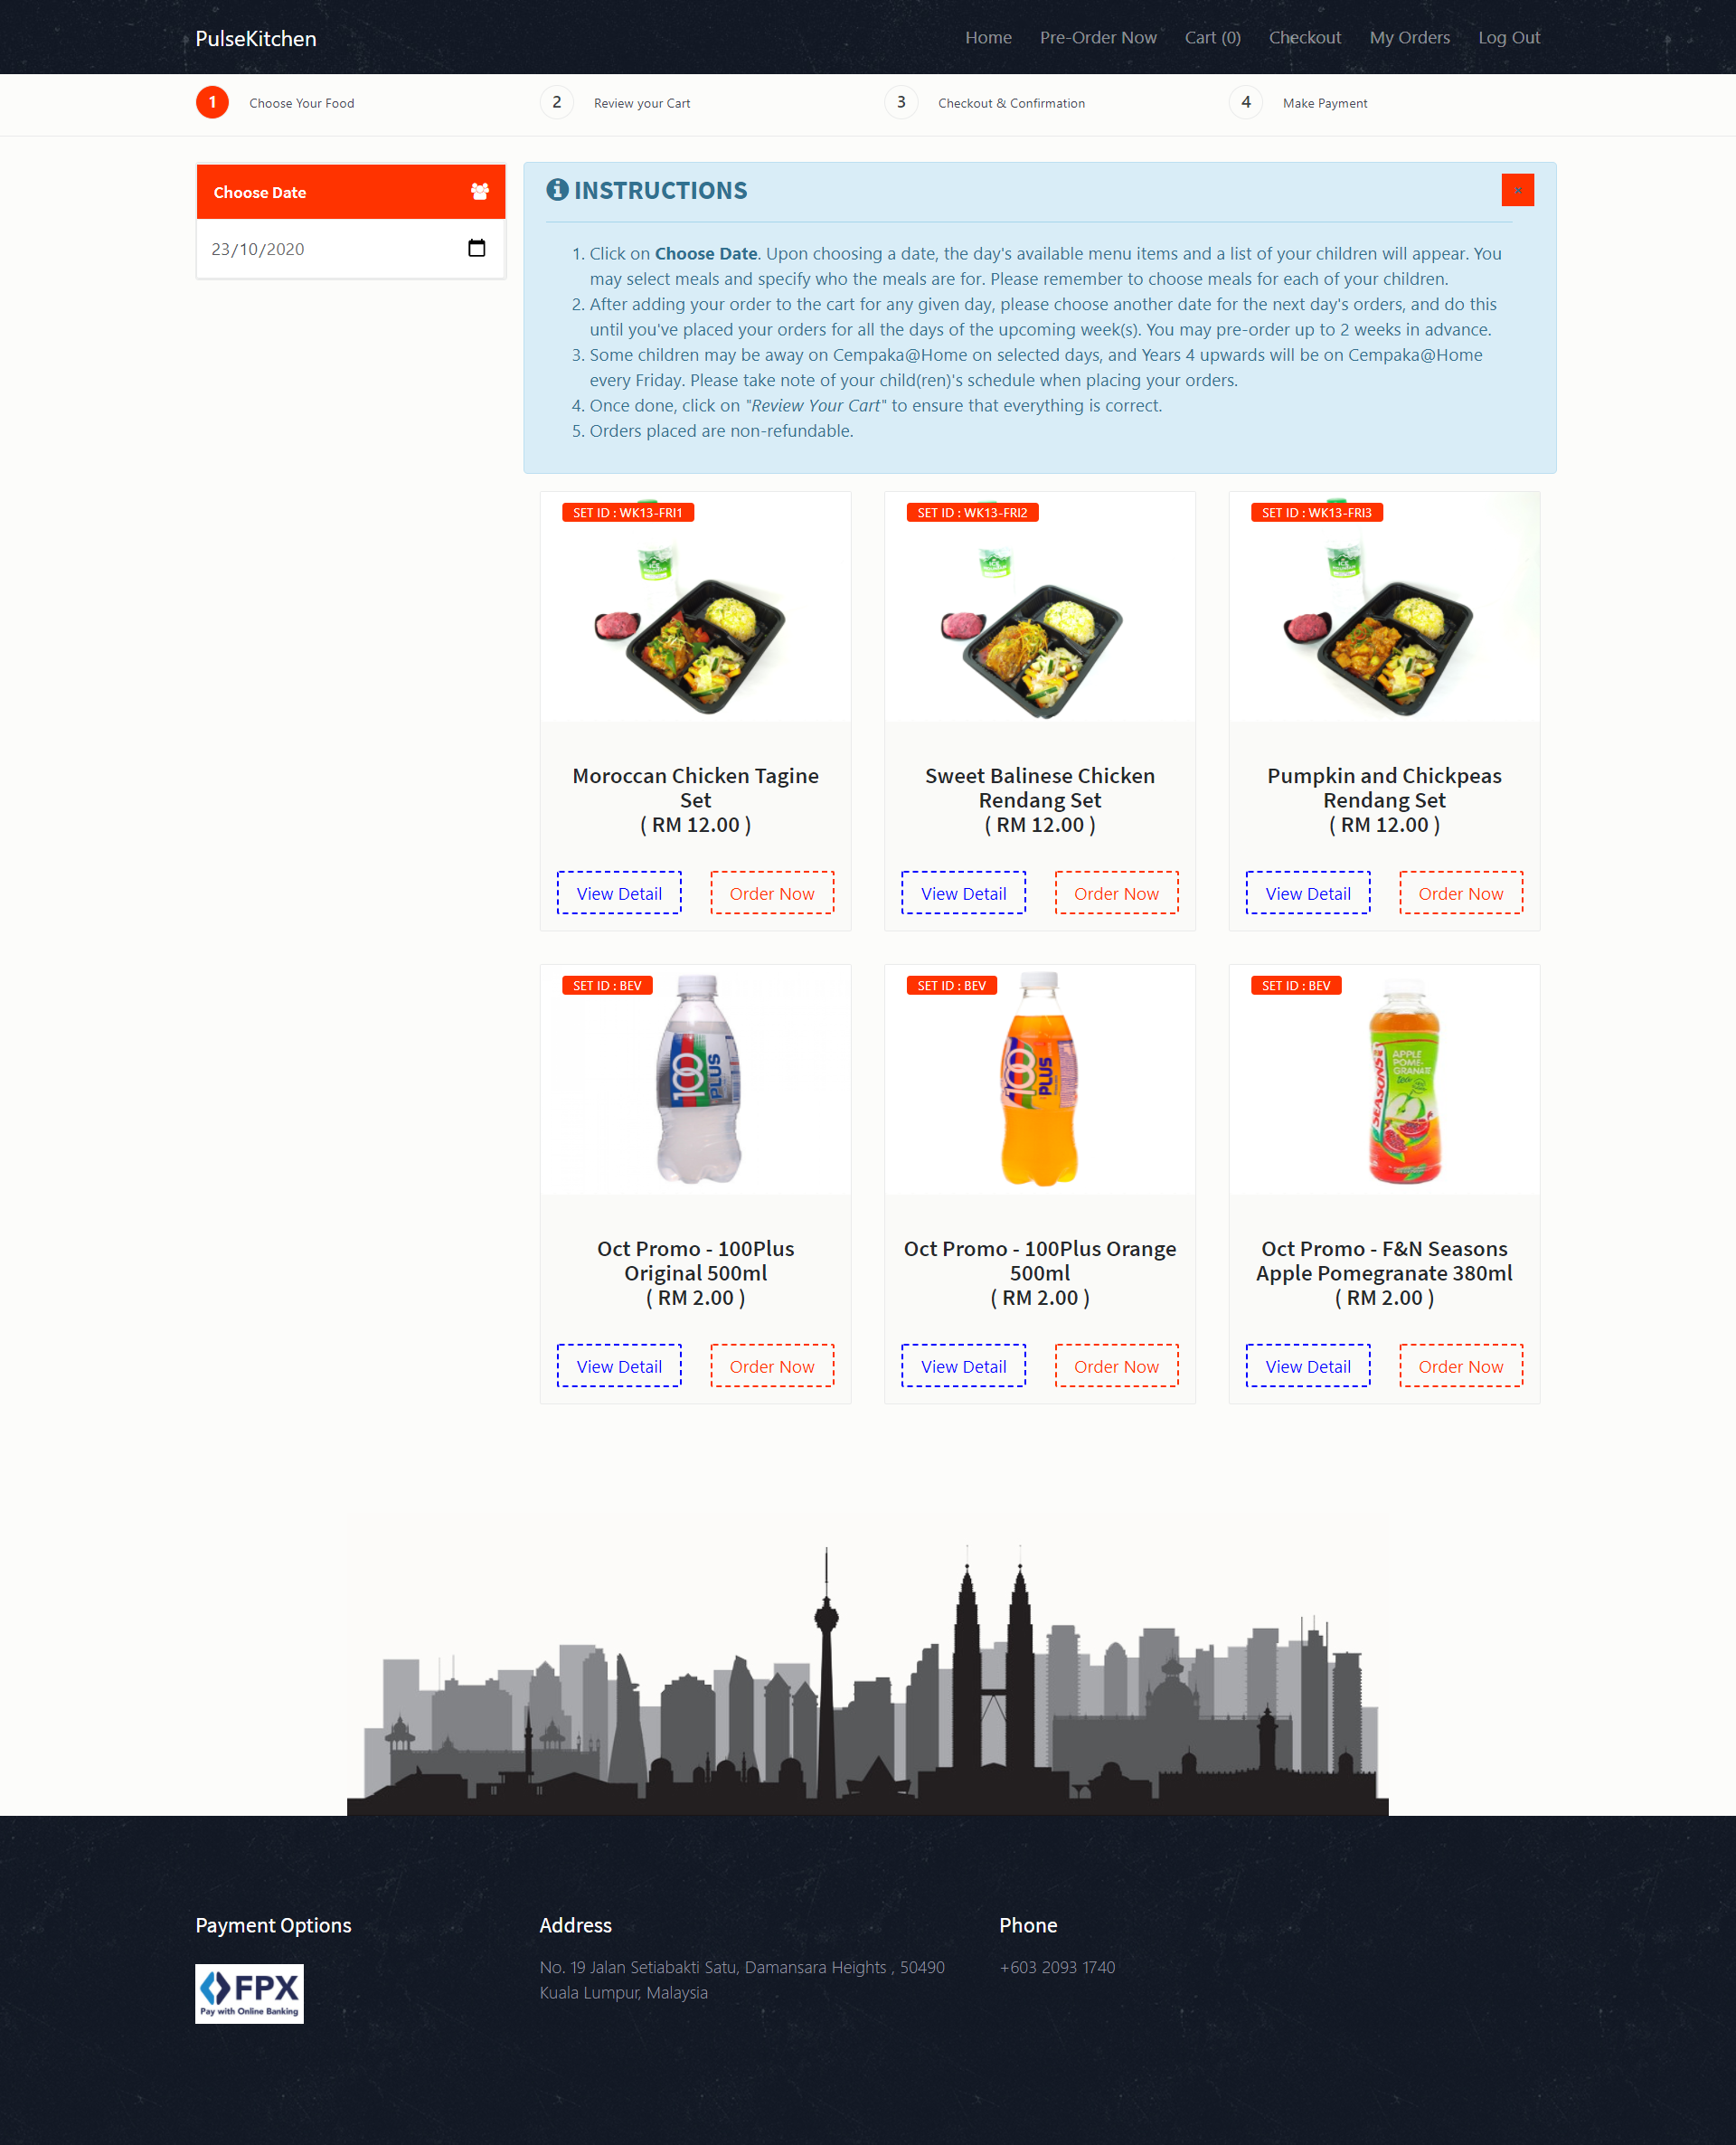 PulseKitchen
Home Pre-Order Now Cart (0) Checkout My Orders Log Out
1 Choose Your Food
2 Review your Cart
3 Checkout & Confirmation
4 Make Payment
Choose Date
23/10/2020
INSTRUCTIONS
×
1. Click on Choose Date. Upon choosing a date, the day's available menu items and a list of your children will appear. You
may select meals and specify who the meals are for. Please remember to choose meals for each of your children.
2. After adding your order to the cart for any given day, please choose another date for the next day's orders, and do this
until you've placed your orders for all the days of the upcoming week(s). You may pre-order up to 2 weeks in advance.
3. Some children may be away on Cempaka@Home on selected days, and Years 4 upwards will be on Cempaka@Home
every Friday. Please take note of your child(ren)'s schedule when placing your orders.
4. Once done, click on "Review Your Cart" to ensure that everything is correct.
5. Orders placed are non-refundable.
SET ID : WK13-FRI1
ICE
Moroccan Chicken Tagine
Set
( RM 12.00 )
View Detail
Order Now
SET ID : WK13-FRI2
ICE
Sweet Balinese Chicken
Rendang Set
( RM 12.00 )
View Detail
Order Now
SET ID : WK13-FRI3
ICE
Pumpkin and Chickpeas
Rendang Set
( RM 12.00 )
View Detail
Order Now
SET ID : BEV
100
PLUS
Oct Promo - 100Plus
Original 500ml
( RM 2.00 )
View Detail
Order Now
SET ID : BEV
100
PLUS
Oct Promo - 100Plus Orange
500ml
( RM 2.00 )
View Detail
Order Now
SET ID : BEV
SEASONS
APPLE
POME-
GRANATE
tea
Oct Promo - F&N Seasons
Apple Pomegranate 380ml
( RM 2.00 )
View Detail
Order Now
Payment Options
FPX
Pay with Online Banking
Address
No. 19 Jalan Setiabakti Satu, Damansara Heights , 50490
Kuala Lumpur, Malaysia
Phone
+603 2093 1740